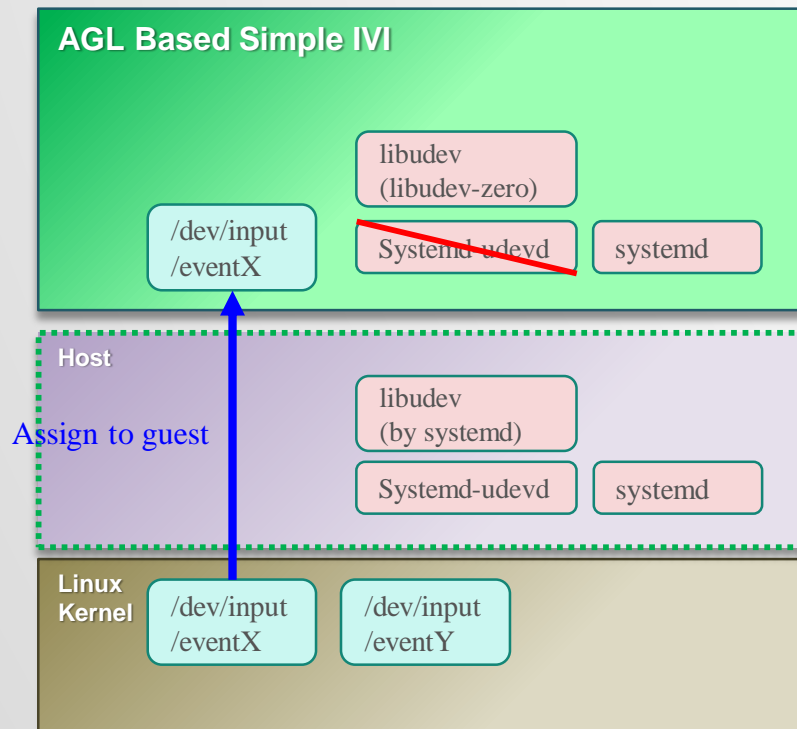 AGL Based Simple IVI
libudev
(libudev-zero)
/dev/input
/eventX
Systemd-udevd
systemd
Host
Assign to guest
libudev
(by systemd)
Systemd-udevd
systemd
Linux
Kernel
/dev/input
/eventX
/dev/input
/eventY